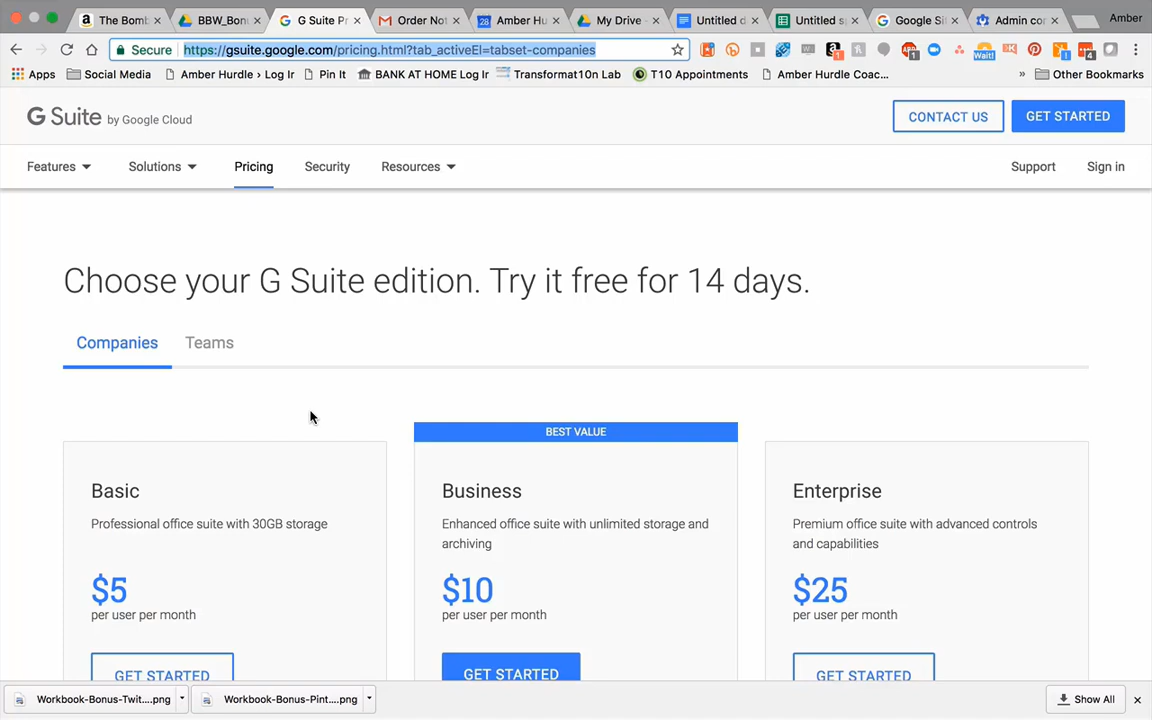 The Bomb
BBW_Bonu
G Suite Pr
Order Not
28
Amber Hu
My Drive -
Untitled d
Untitled sp
Google Sit
Admin con
Amber
Secure
https://gsuite.google.com/pricing.html?tab_activeEl=tabset-companies
Apps
Social Media
Amber Hurdle › Log Ir
Pin It
BANK AT HOME Log Ir
Transformat10n Lab
T10 Appointments
Amber Hurdle Coac...
»
Other Bookmarks
G Suite by Google Cloud
CONTACT US
GET STARTED
Features
Solutions
Pricing
Security
Resources
Support
Sign in
Choose your G Suite edition. Try it free for 14 days.
Companies
Teams
BEST VALUE
Basic
Professional office suite with 30GB storage
$5
per user per month
GET STARTED
Business
Enhanced office suite with unlimited storage and
archiving
$10
per user per month
GET STARTED
Enterprise
Premium office suite with advanced controls
and capabilities
$25
per user per month
GET STARTED
Workbook-Bonus-Twit....png
Workbook-Bonus-Pint....png
Show All